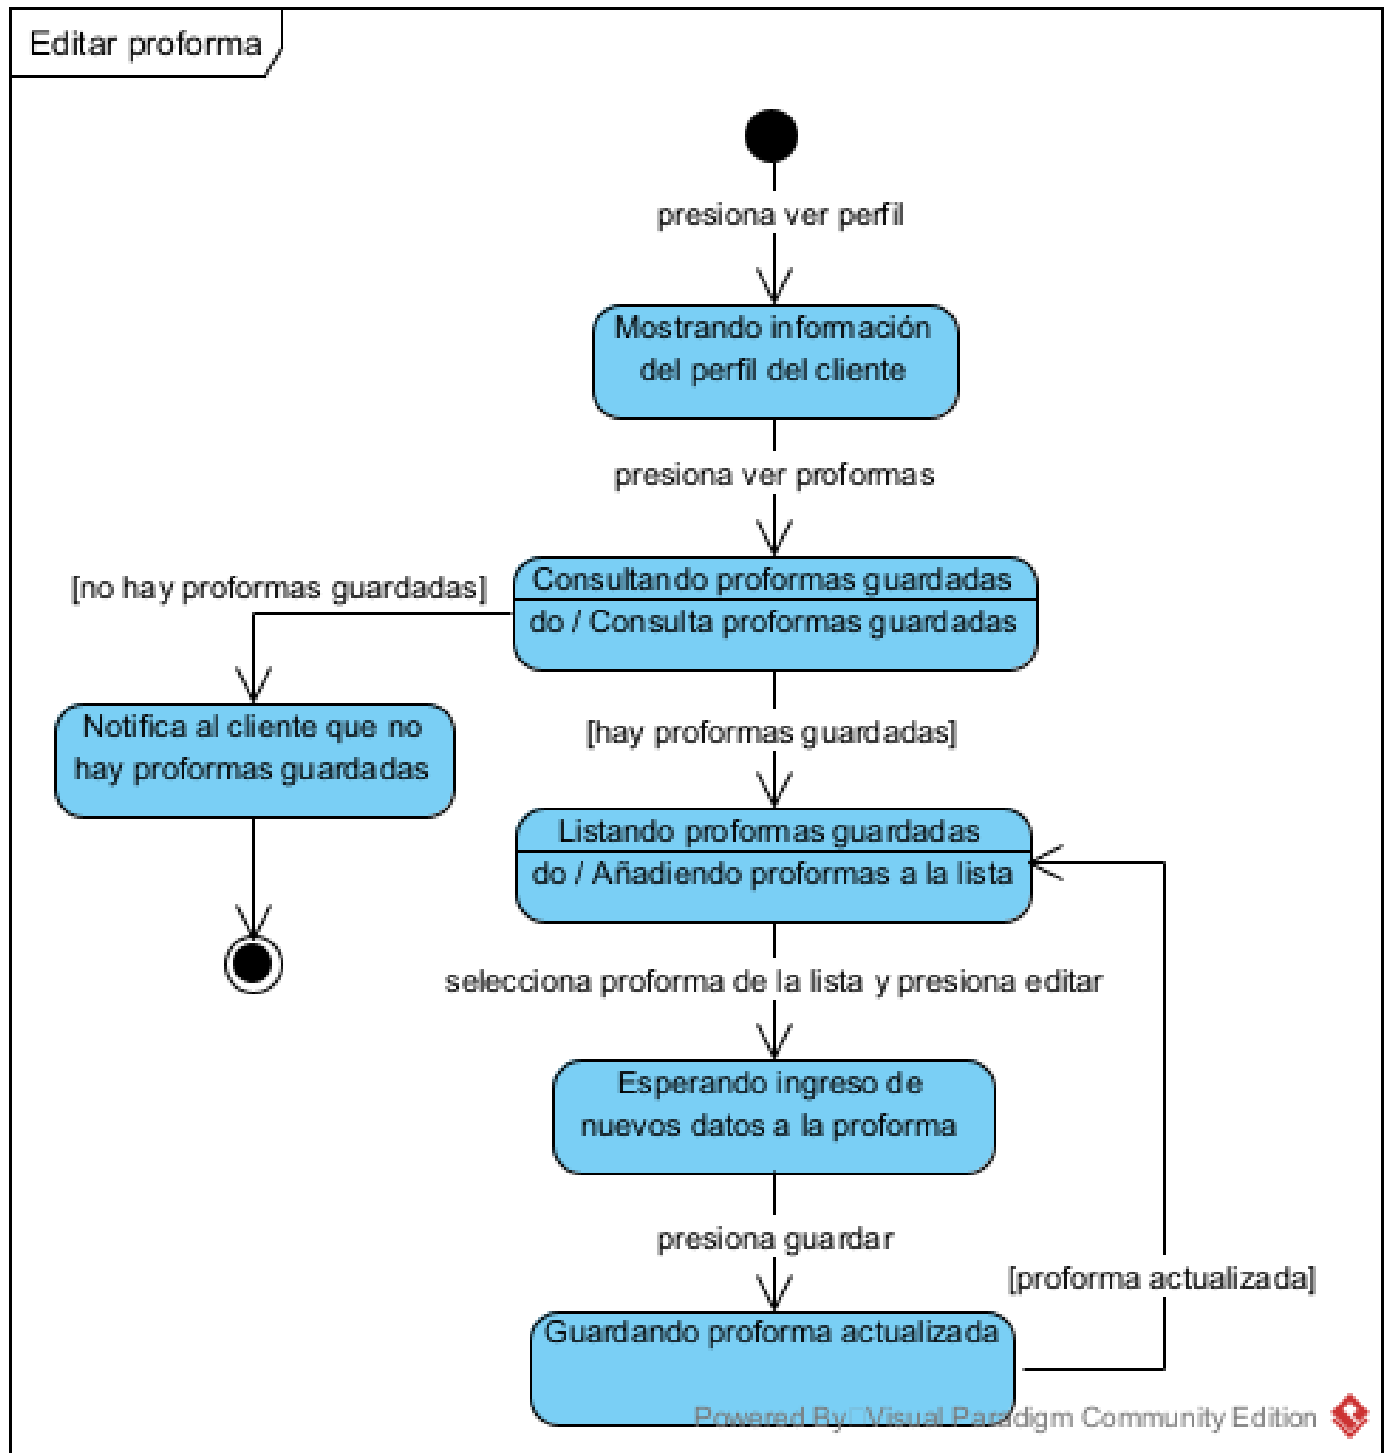 Editar proforma
presiona ver perfil
Mostrando información
del perfil del cliente
presiona ver proformas
[no hay proformas guardadas]
Consultando proformas guardadas
do / Consulta proformas guardadas
Notifica al cliente que no
hay proformas guardadas
[hay proformas guardadas]
Listando proformas guardadas
do / Añadiendo proformas a la lista
selecciona proforma de la lista y presiona editar
Esperando ingreso de
nuevos datos a la proforma
presiona guardar
[proforma actualizada]
Guardando proforma actualizada
Powered By Visual Paradigm Community Edition